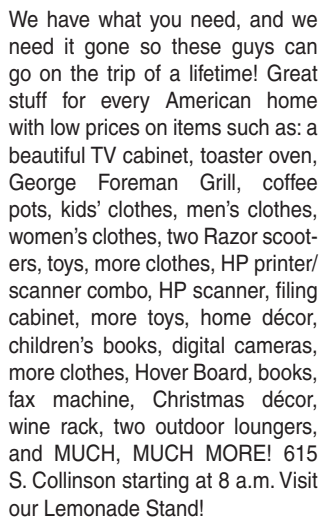 We have what you need, and we
need it gone so these guys can
go on the trip of a lifetime! Great
stuff for every American home
with low prices on items such as: a
beautiful TV cabinet, toaster oven,
George Foreman Grill, coffee
pots, kids’ clothes, men’s clothes,
women’s clothes, two Razor scoot-
ers, toys, more clothes, HP printer/
scanner combo, HP scanner, filing
cabinet, more toys, home décor,
children’s books, digital cameras,
more clothes, Hover Board, books,
fax machine, Christmas décor,
wine rack, two outdoor loungers,
and MUCH, MUCH MORE! 615
S. Collinson starting at 8 a.m. Visit
our Lemonade Stand!